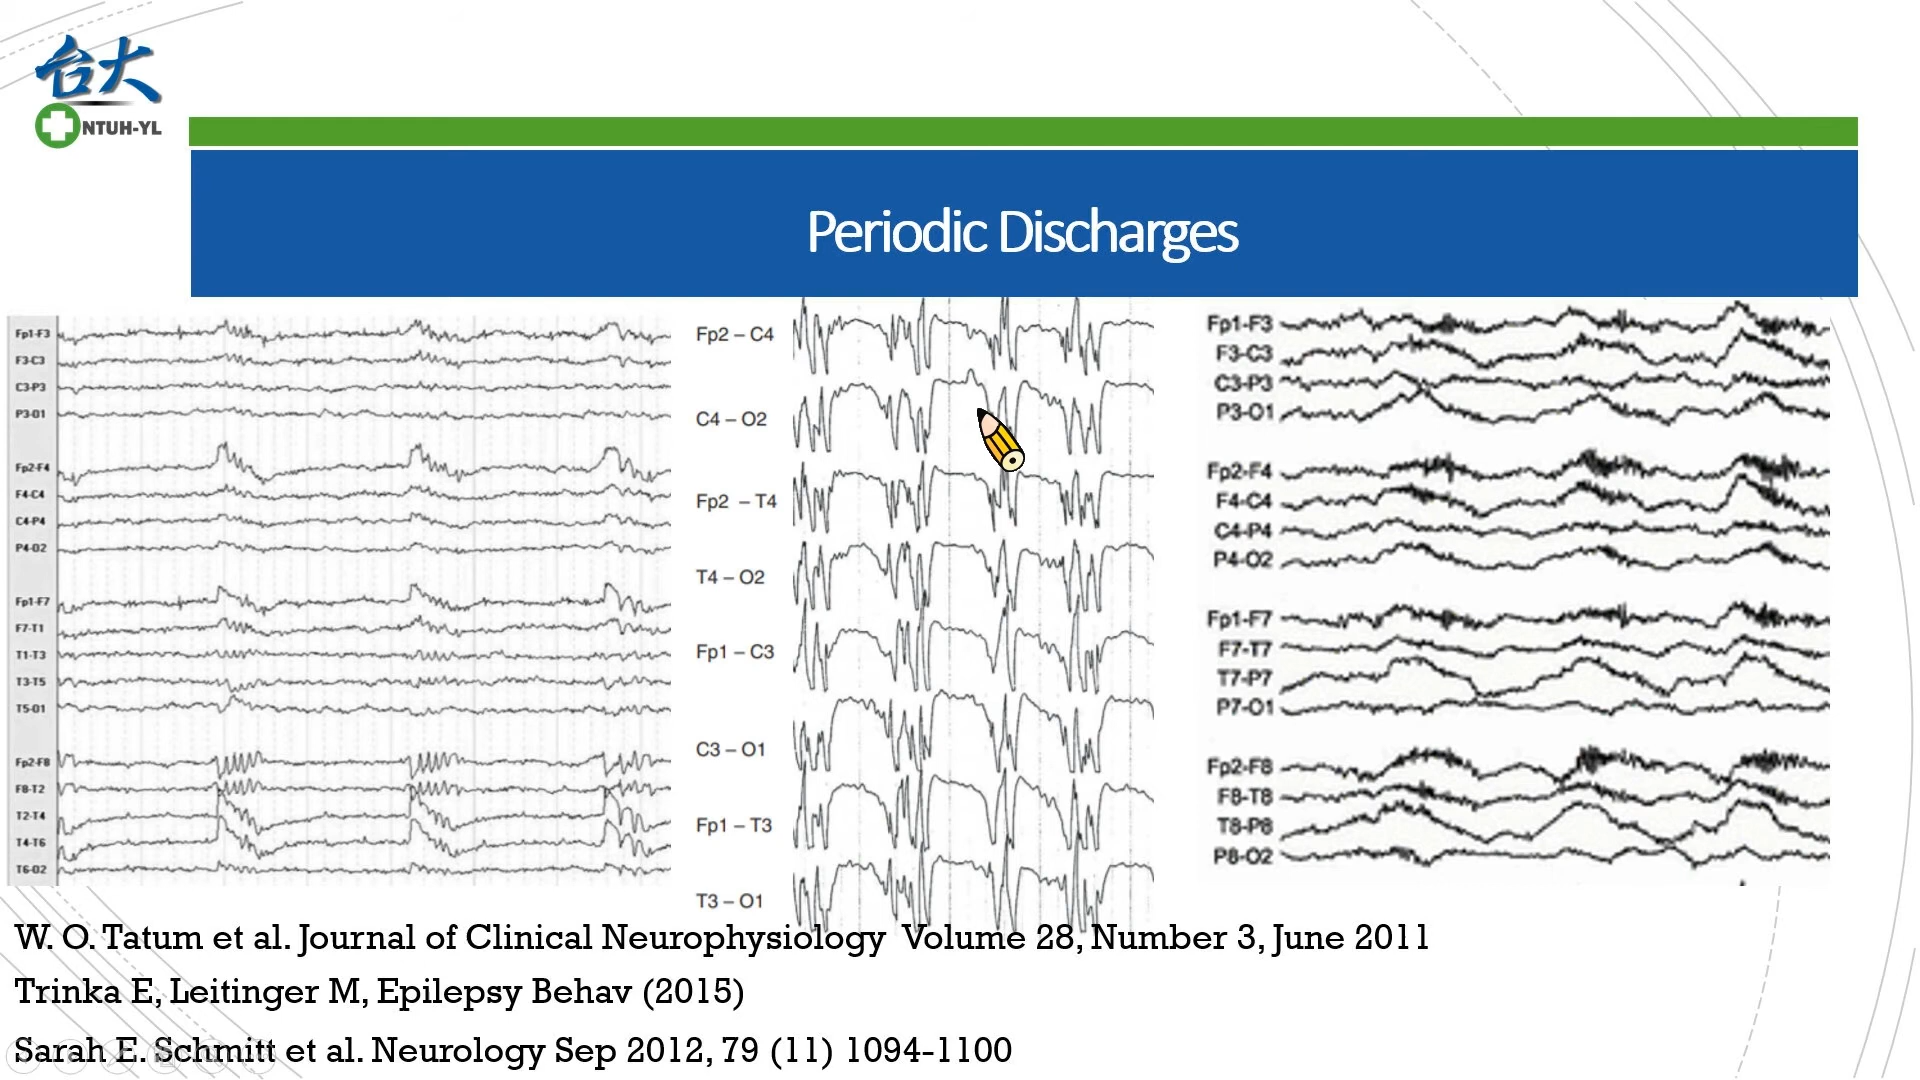 台大
NTUH-YL
Periodic Discharges
Fp1-F3
F3-C3
C3-P3
P3-O1
Fp2-F4
F4-C4
C4-P4
P4-O2
Fp1-F7
F7-T1
T1-T3
T3-T5
T5-O1
Fp2-F8
F8-T2
T2-T4
T4-T6
T6-O2
Fp2 – C4
C4 – O2
Fp2 – T4
T4 – O2
Fp1 – C3
C3 – O1
Fp1 – T3
T3 – O1
Fp1-F3
F3-C3
C3-P3
P3-O1
Fp2-F4
F4-C4
C4-P4
P4-O2
Fp1-F7
F7-T7
T7-P7
P7-O1
Fp2-F8
F8-T8
T8-P8
P8-O2
W. O. Tatum et al. Journal of Clinical Neurophysiology Volume 28, Number 3, June 2011
Trinka E, Leitinger M, Epilepsy Behav (2015)
Sarah E. Schmitt et al. Neurology Sep 2012, 79 (11) 1094-1100